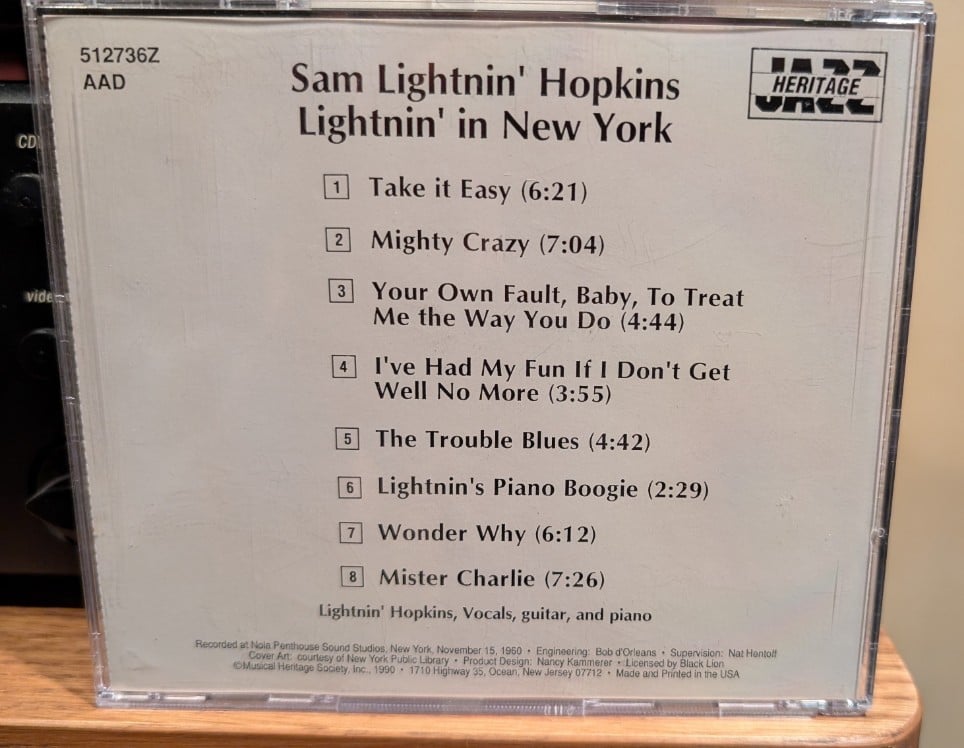 512736Z
AAD
Sam Lightnin' Hopkins
Lightnin' in New York
JAZZ
HERITAGE
1 Take it Easy (6:21)
2 Mighty Crazy (7:04)
3 Your Own Fault, Baby, To Treat
Me the Way You Do (4:44)
4 I've Had My Fun If I Don't Get
Well No More (3:55)
5 The Trouble Blues (4:42)
6 Lightnin's Piano Boogie (2:29)
7 Wonder Why (6:12)
8 Mister Charlie (7:26)
Lightnin' Hopkins, Vocals, guitar, and piano
Recorded at Nola Penthouse Sound Studios, New York, November 15, 1960 • Engineering: Bob d'Orleans • Supervision: Nat Hentoff
Cover Art: courtesy of New York Public Library • Product Design: Nancy Kammerer • Licensed by Black Lion
©Musical Heritage Society, Inc., 1990 • 1710 Highway 35, Ocean, New Jersey 07712 • Made and Printed in the USA
CD
vide